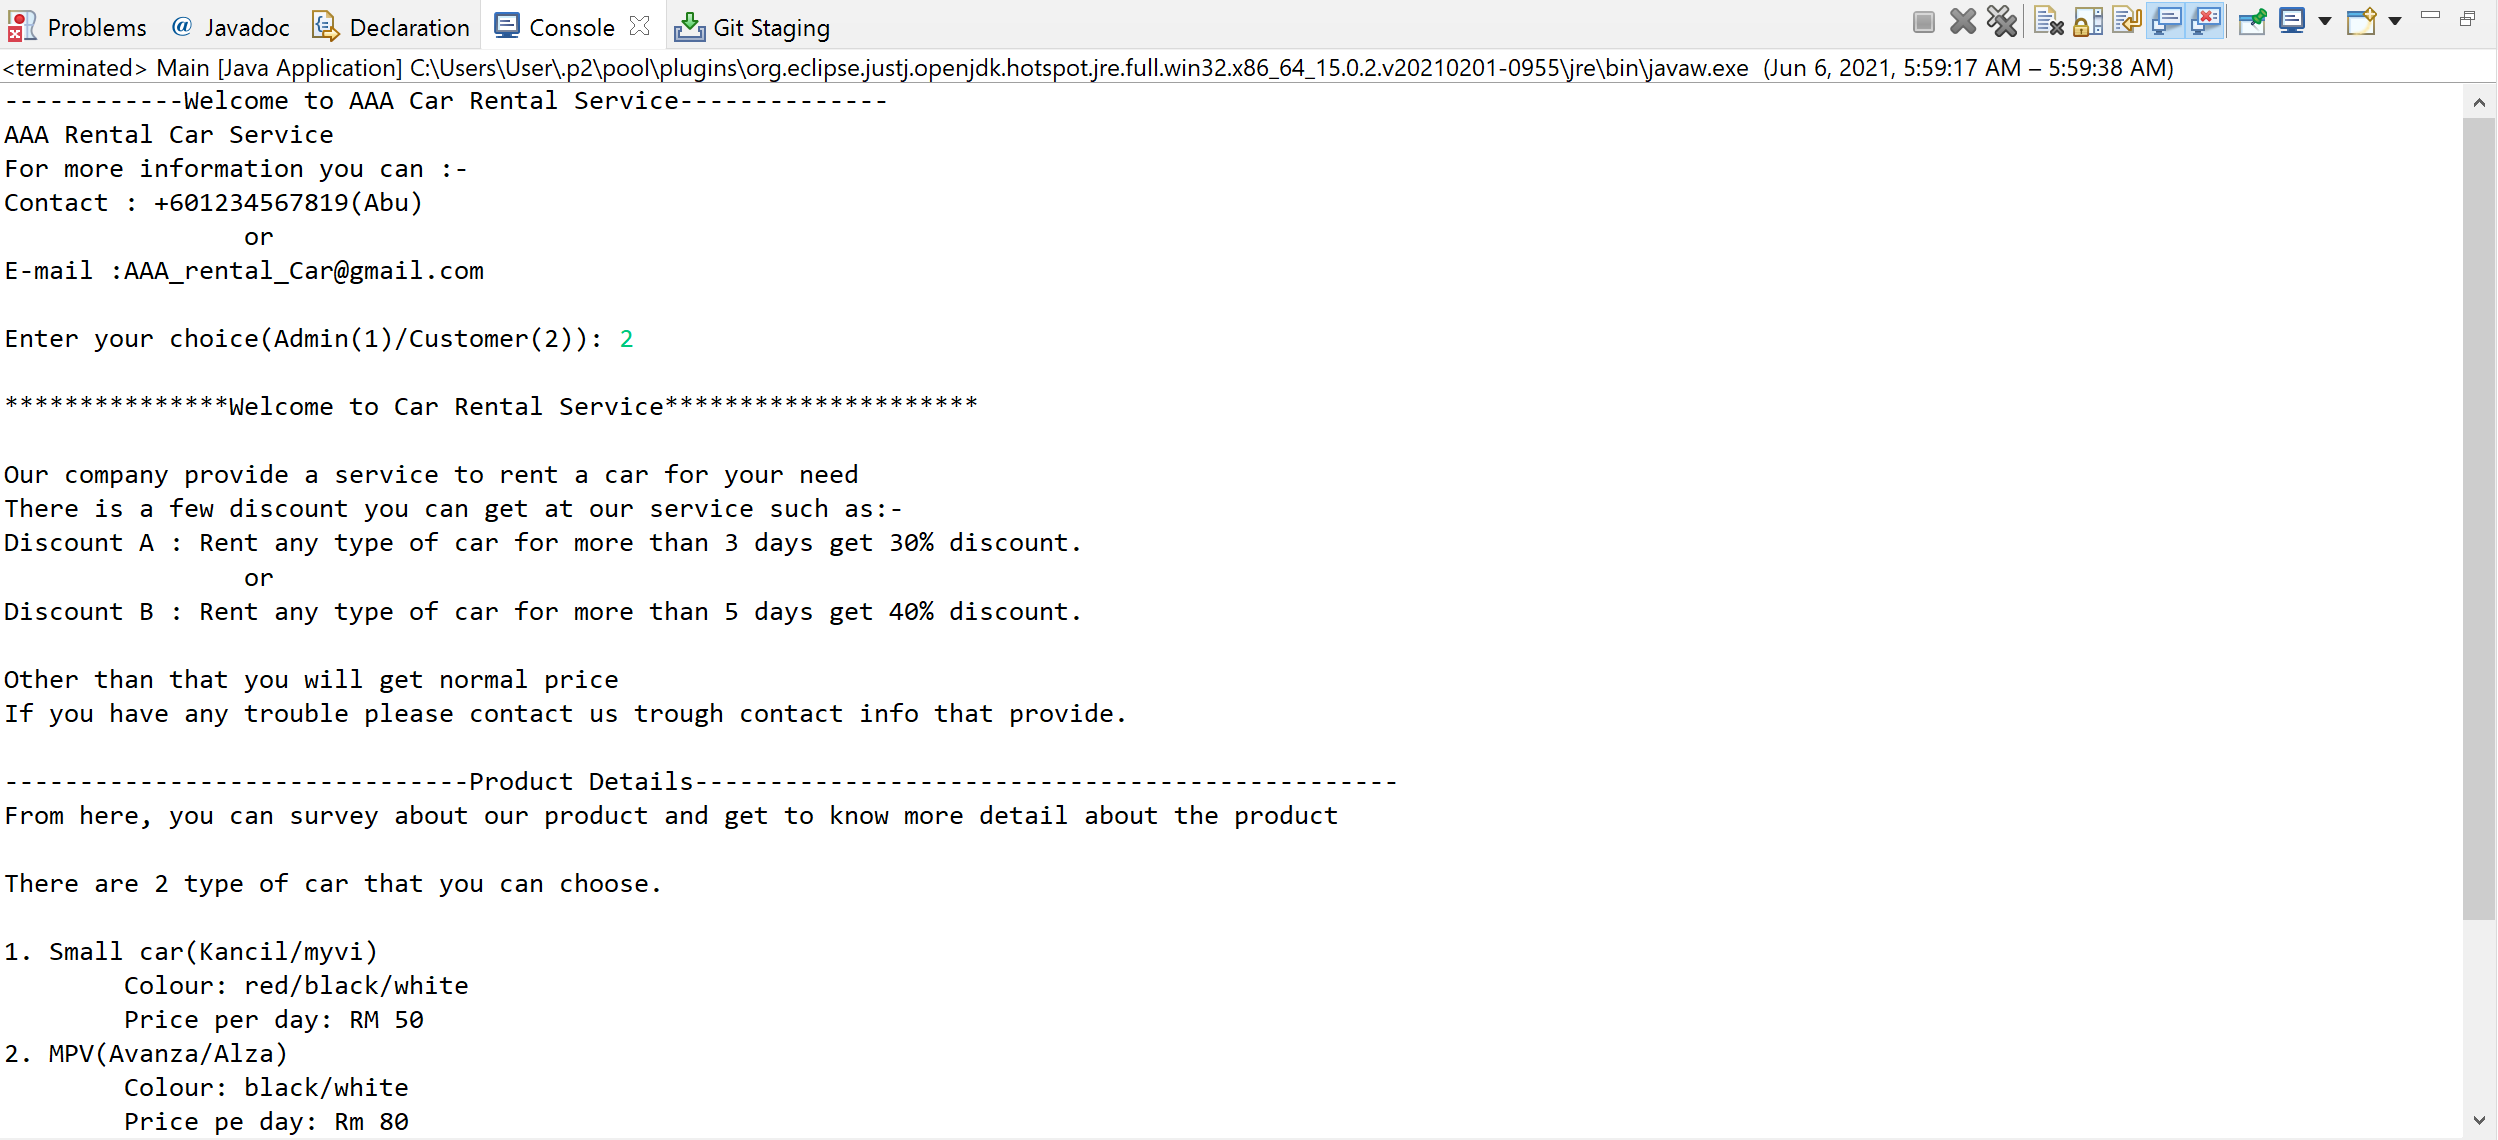 Problems @ Javadoc Declaration Console Git Staging
<terminated> Main [Java Application] C:\Users\User\.p2\pool\plugins\org.eclipse.justj.openjdk.hotspot.jre.full.win32.x86_64_15.0.2.v20210201-0955\jre\bin\javaw.exe (Jun 6, 2021, 5:59:17 AM – 5:59:38 AM)
------------Welcome to AAA Car Rental Service--------------
AAA Rental Car Service
For more information you can :-
Contact : +601234567819(Abu)
or
E-mail :AAA_rental_Car@gmail.com
Enter your choice(Admin(1)/Customer(2)): 2
***************Welcome to Car Rental Service*********************
Our company provide a service to rent a car for your need
There is a few discount you can get at our service such as:-
Discount A : Rent any type of car for more than 3 days get 30% discount.
or
Discount B : Rent any type of car for more than 5 days get 40% discount.
Other than that you will get normal price
If you have any trouble please contact us trough contact info that provide.
-------------------------------Product Details-----------------------------------------------
From here, you can survey about our product and get to know more detail about the product
There are 2 type of car that you can choose.
1. Small car(Kancil/myvi)
Colour: red/black/white
Price per day: RM 50
2. MPV(Avanza/Alza)
Colour: black/white
Price pe day: Rm 80